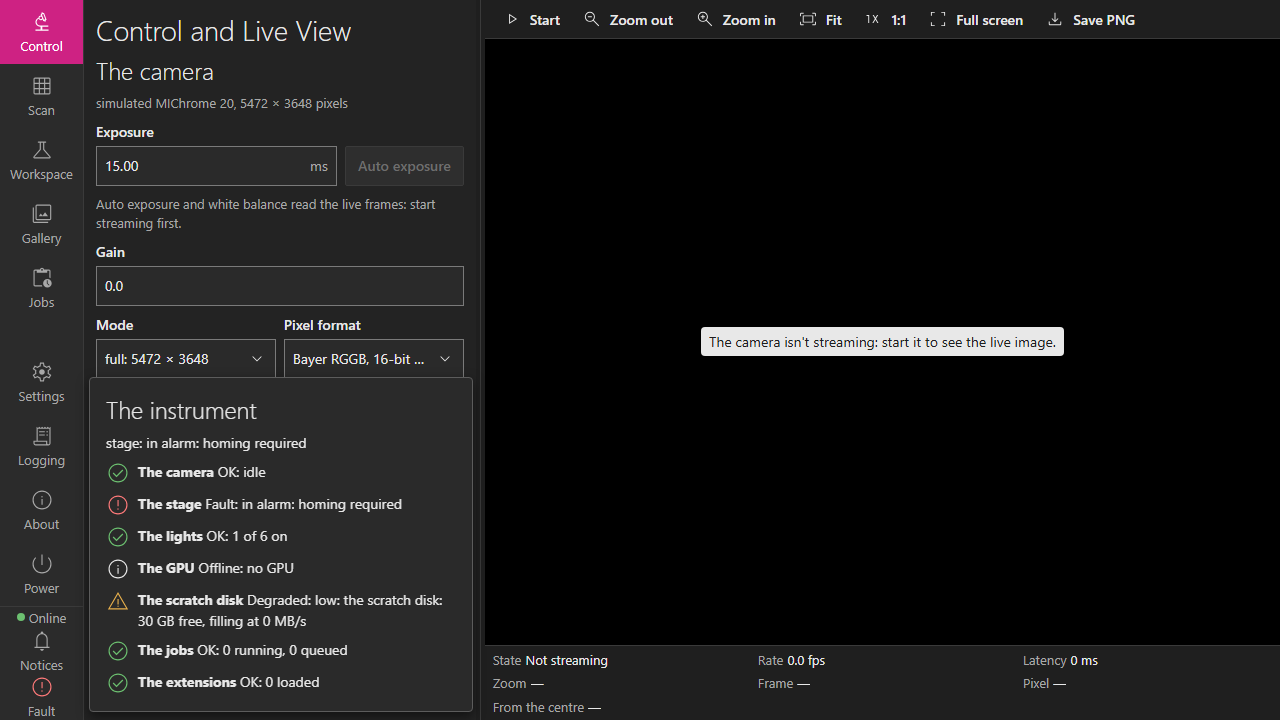 Control
Scan
Workspace
Gallery
Jobs
Settings
Logging
About
Power
Online
Notices
Fault
Control and Live View
The camera
simulated MIChrome 20, 5472 × 3648 pixels
Exposure
15.00 ms
Auto exposure
Auto exposure and white balance read the live frames: start
streaming first.
Gain
0.0
Mode
Pixel format
full: 5472 × 3648
Bayer RGGB, 16-bit ...
The instrument
stage: in alarm: homing required
The camera OK: idle
The stage Fault: in alarm: homing required
The lights OK: 1 of 6 on
The GPU Offline: no GPU
The scratch disk Degraded: low: the scratch disk:
30 GB free, filling at 0 MB/s
The jobs OK: 0 running, 0 queued
The extensions OK: 0 loaded
Start
Zoom out
Zoom in
Fit
1X 1:1
Full screen
Save PNG
The camera isn't streaming: start it to see the live image.
State Not streaming
Rate 0.0 fps
Latency 0 ms
Zoom —
Frame —
Pixel —
From the centre —